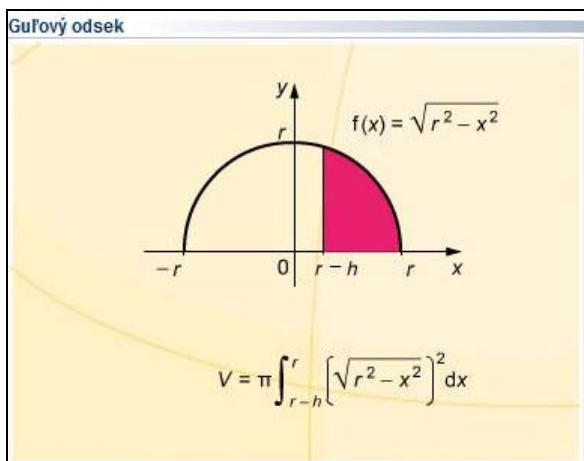 Guľový odsek
y
r
f(x) = √(r² – x²)
–r 0 r – h r x
V = π∫_{r–h}^{r} (√(r² – x²))² dx